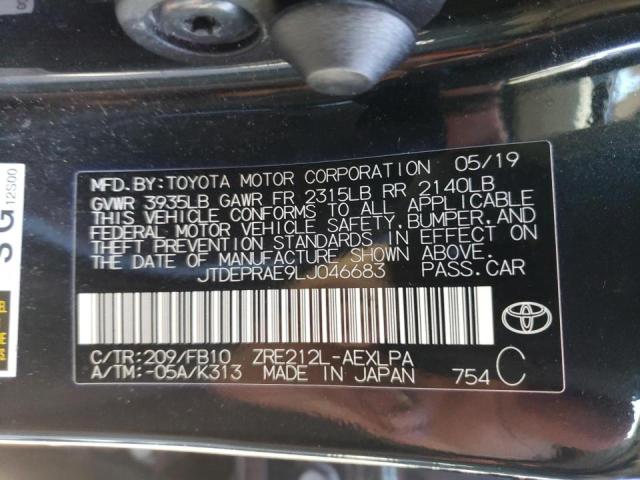 MFD. BY: TOYOTA MOTOR CORPORATION 05/19
GVWR 3935LB GAWR FR 2315LB RR 2140LB
THIS VEHICLE CONFORMS TO ALL APPLICABLE
FEDERAL MOTOR VEHICLE SAFETY, BUMPER, AND
THEFT PREVENTION STANDARDS IN EFFECT ON
THE DATE OF MANUFACTURE SHOWN ABOVE.
JTDEPRAE9LJ046683 PASS. CAR
C/TR: 209/FB10 ZRE212L-AEXLPA
A/TM: -05A/K313 MADE IN JAPAN 754 C
SG
12S00